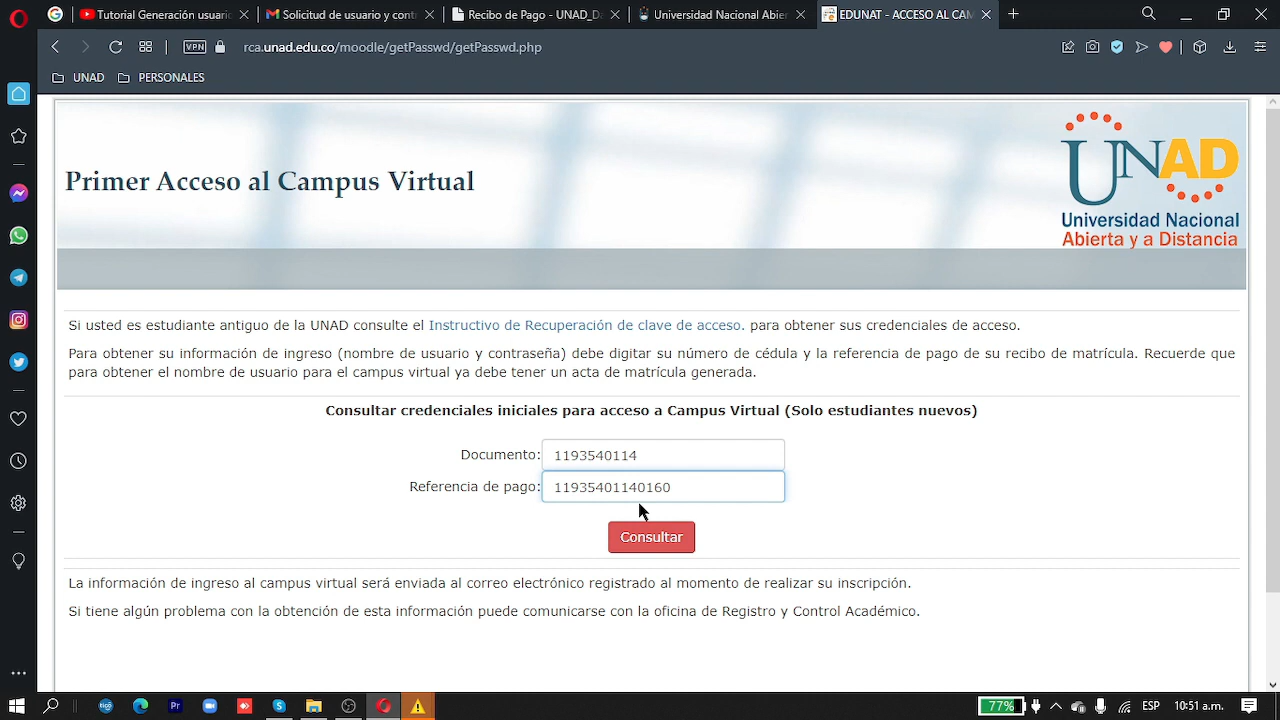 Tutorial Generación usuario
Solicitud de usuario y contr
Recibo de Pago - UNAD_D
Universidad Nacional Abier
EDUNAT - ACCESO AL CAM
VPN
rca.unad.edu.co/moodle/getPasswd/getPasswd.php
UNAD
PERSONALES
Primer Acceso al Campus Virtual
UNAD
Universidad Nacional
Abierta y a Distancia
Si usted es estudiante antiguo de la UNAD consulte el Instructivo de Recuperación de clave de acceso. para obtener sus credenciales de acceso.
Para obtener su información de ingreso (nombre de usuario y contraseña) debe digitar su número de cédula y la referencia de pago de su recibo de matrícula. Recuerde que
para obtener el nombre de usuario para el campus virtual ya debe tener un acta de matrícula generada.
Consultar credenciales iniciales para acceso a Campus Virtual (Solo estudiantes nuevos)
Documento: 1193540114
Referencia de pago: 11935401140160
Consultar
La información de ingreso al campus virtual será enviada al correo electrónico registrado al momento de realizar su inscripción.
Si tiene algún problema con la obtención de esta información puede comunicarse con la oficina de Registro y Control Académico.
tigo
Pr
77%
ESP
10:51 a.m.